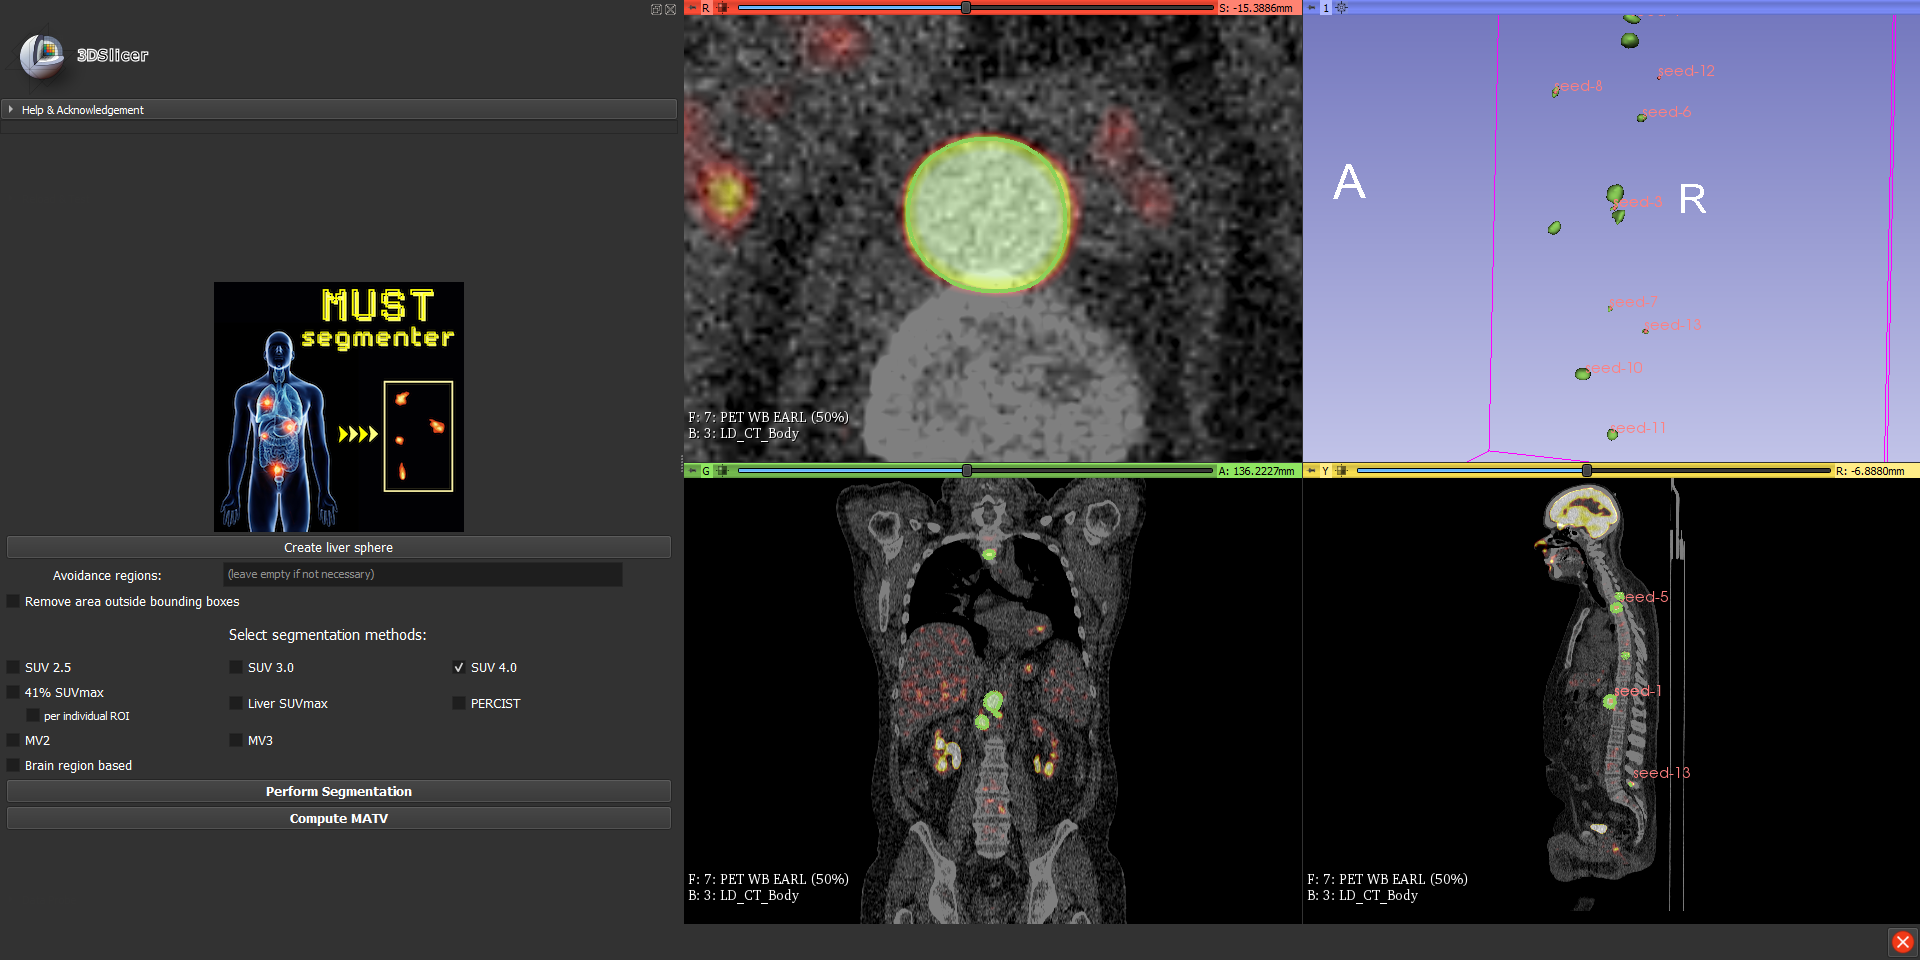 3DSlicer
Help & Acknowledgement
MUST
segmenter
Create liver sphere
Avoidance regions:
(leave empty if not necessary)
Remove area outside bounding boxes
Select segmentation methods:
SUV 2.5
SUV 3.0
SUV 4.0
41% SUVmax
per individual ROI
Liver SUVmax
PERCIST
MV2
MV3
Brain region based
Perform Segmentation
Compute MATV
R
S: -15.3886mm
F: 7: PET WB EARL (50%)
B: 3: LD_CT_Body
1
seed-12
seed-8
seed-6
A
R
seed-3
seed-7
seed-13
seed-10
seed-11
G
A: 136.2227mm
F: 7: PET WB EARL (50%)
B: 3: LD_CT_Body
Y
R: -6.8880mm
seed-5
seed-1
seed-13
F: 7: PET WB EARL (50%)
B: 3: LD_CT_Body